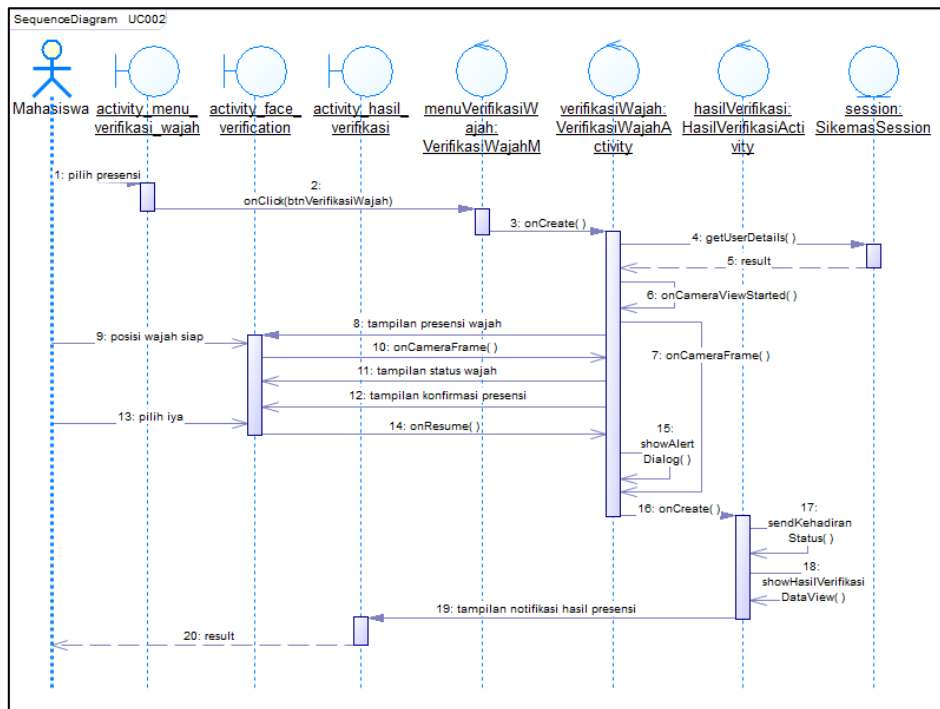 SequenceDiagram UC002
Mahasiswa
activity_menu_
verifikasi_wajah
activity_face_
verification
activity_hasil_
verifikasi
menuVerifikasiW
ajah:
VerifikasiWajahM
verifikasiWajah:
VerifikasiWajahA
ctivity
hasilVerifikasi:
HasilVerifikasiActi
vity
session:
SikemasSession
1: pilih presensi
2:
onClick(btnVerifikasiWajah)
3: onCreate( )
4: getUserDetails( )
5: result
6: onCameraViewStarted( )
7: onCameraFrame( )
8: tampilan presensi wajah
9: posisi wajah siap
10: onCameraFrame( )
11: tampilan status wajah
12: tampilan konfirmasi presensi
13: pilih iya
14: onResume( )
15:
showAlert
Dialog( )
16: onCreate( )
17:
sendKehadiran
Status( )
18:
showHasilVerifikasi
DataView( )
19: tampilan notifikasi hasil presensi
20: result